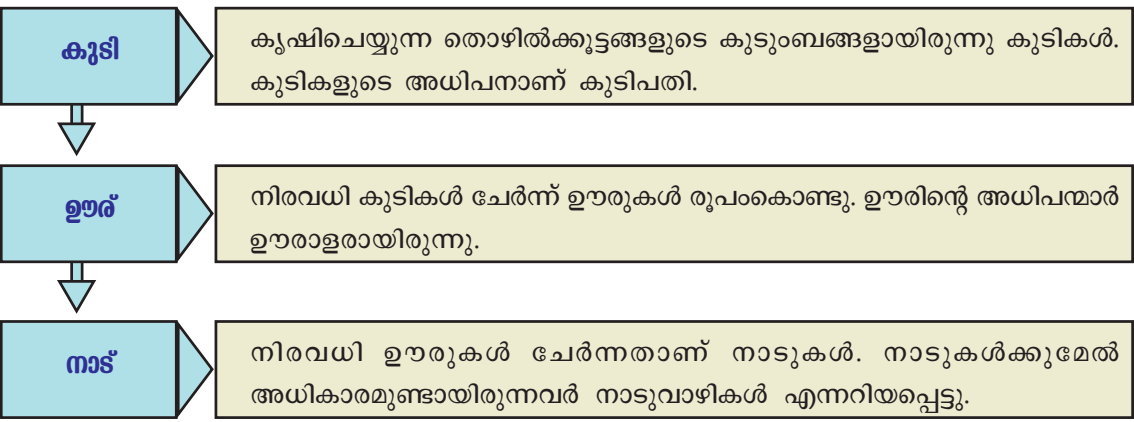 കുടി
കൃഷിചെയ്യുന്ന തൊഴിൽക്കൂട്ടങ്ങളുടെ കുടുംബങ്ങളായിരുന്നു കുടികൾ.
കുടികളുടെ അധിപനാണ് കുടിപതി.
ഊര്
നിരവധി കുടികൾ ചേർന്ന് ഊരുകൾ രൂപംകൊണ്ടു. ഊരിന്റെ അധിപന്മാർ
ഊരാളരായിരുന്നു.
നാട്
നിരവധി ഊരുകൾ ചേർന്നതാണ് നാടുകൾ. നാടുകൾക്കുമേൽ
അധികാരമുണ്ടായിരുന്നവർ നാടുവാഴികൾ എന്നറിയപ്പെട്ടു.